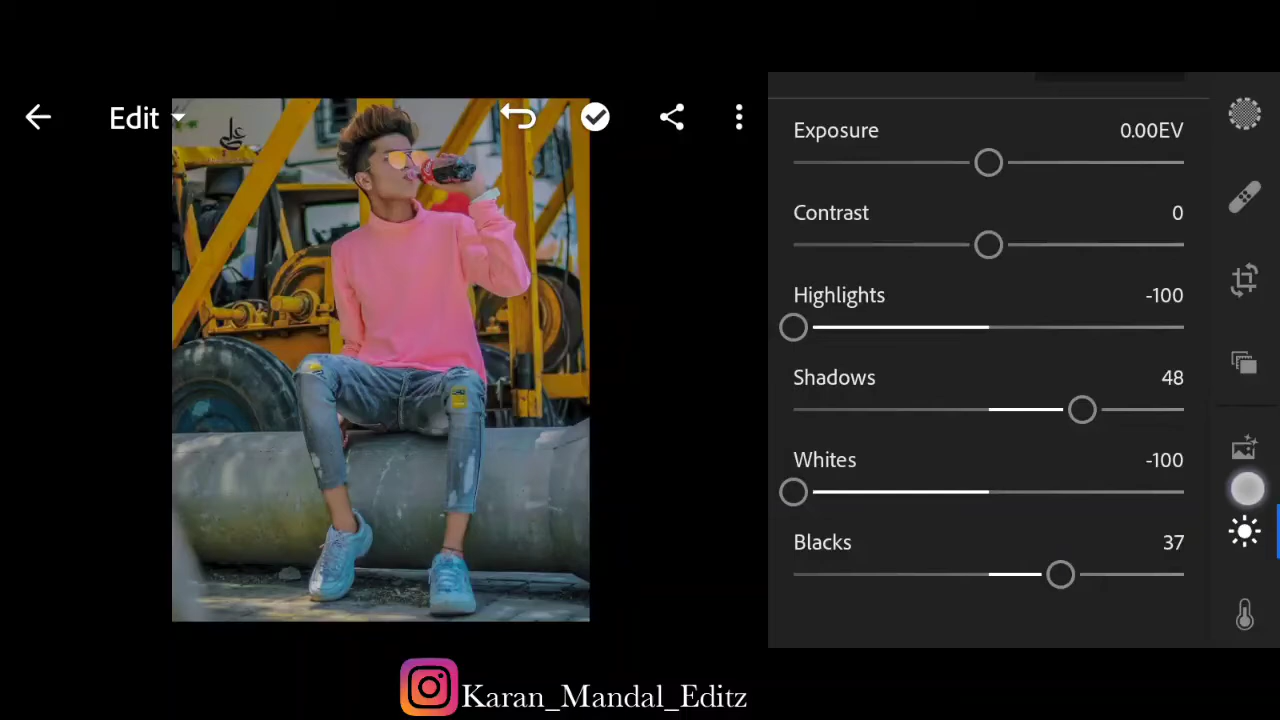 Edit
Exposure 0.00EV
Contrast 0
Highlights -100
Shadows 48
Whites -100
Blacks 37
Karan_Mandal_Editz